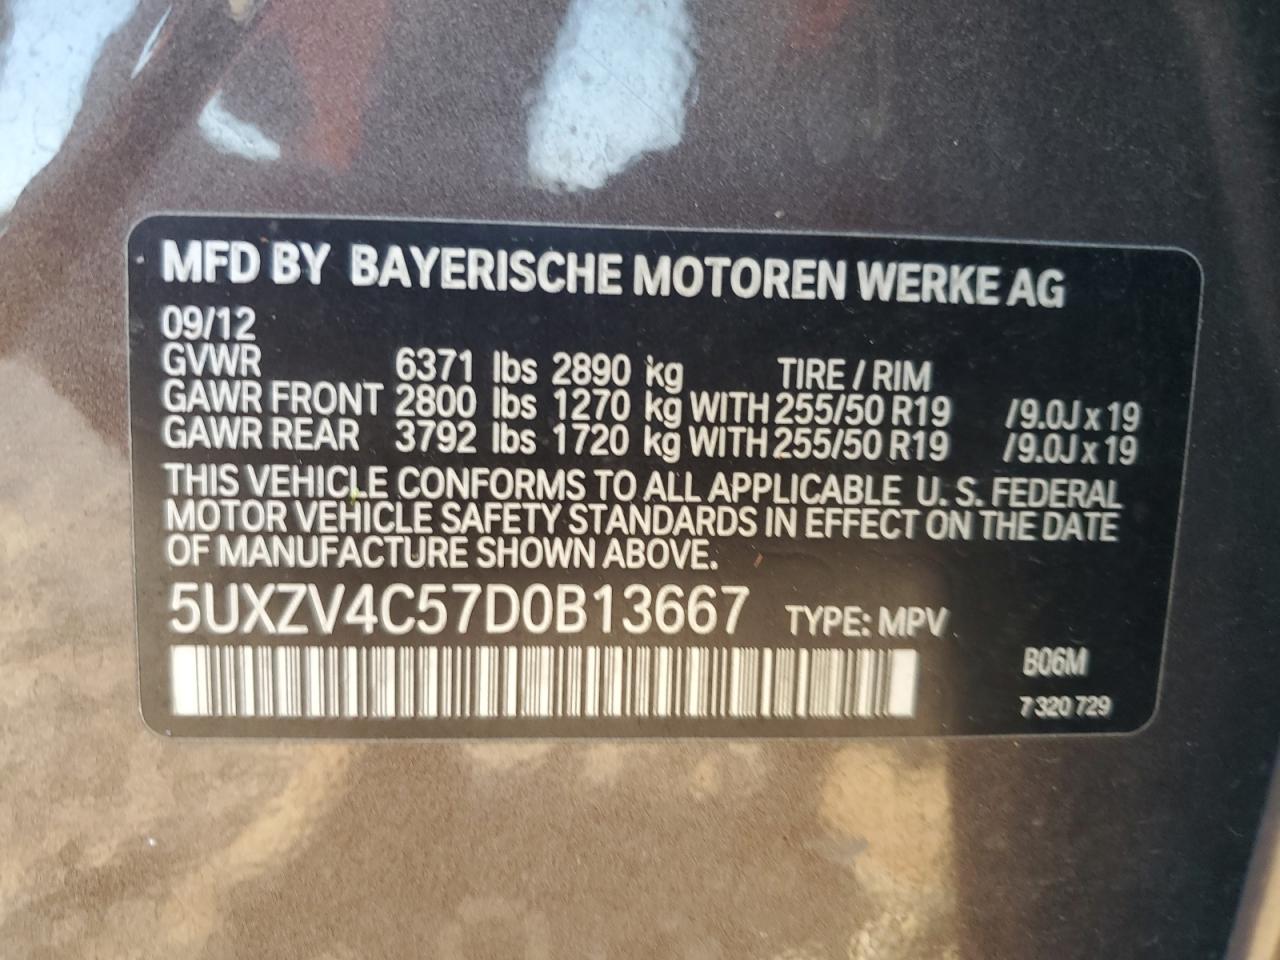 MFD BY BAYERISCHE MOTOREN WERKE AG
09/12
GVWR 6371 lbs 2890 kg TIRE / RIM
GAWR FRONT 2800 lbs 1270 kg WITH 255/50 R19 /9.0J x 19
GAWR REAR 3792 lbs 1720 kg WITH 255/50 R19 /9.0J x 19
THIS VEHICLE CONFORMS TO ALL APPLICABLE U. S. FEDERAL
MOTOR VEHICLE SAFETY STANDARDS IN EFFECT ON THE DATE
OF MANUFACTURE SHOWN ABOVE.
5UXZV4C57D0B13667 TYPE: MPV
B06M
7 320 729